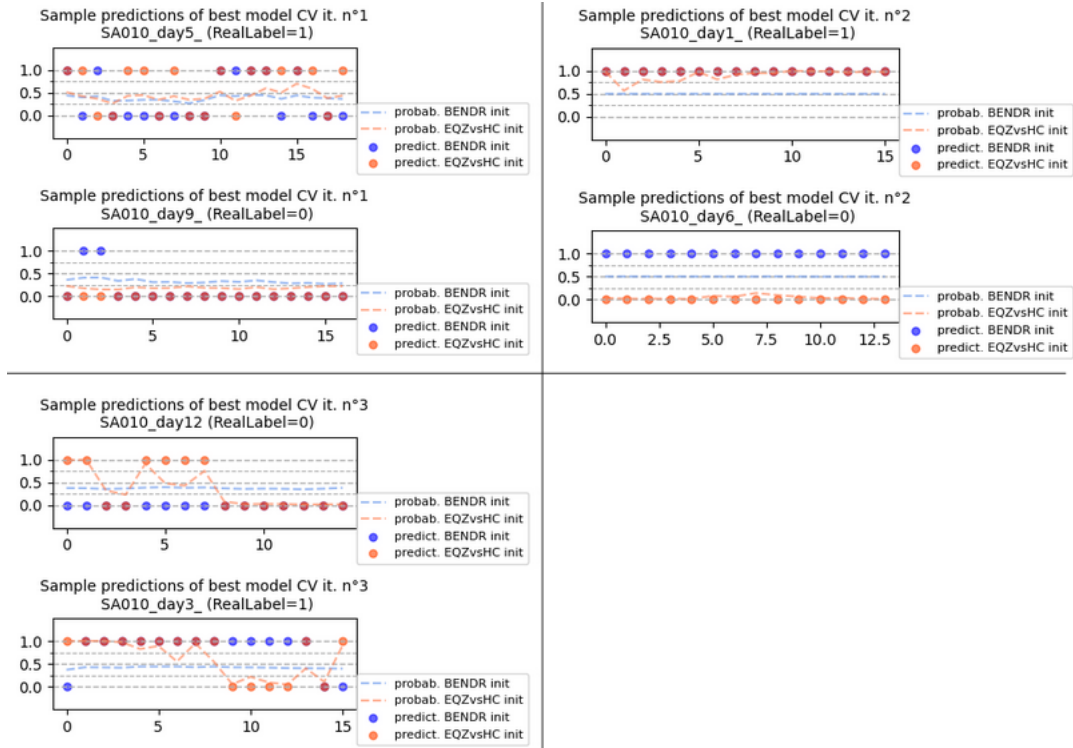 Sample predictions of best model CV it. n°1
SA010_day5_ (RealLabel=1)
1.0
0.5
0.0
0 5 10 15
probab. BENDR init
probab. EQZvsHC init
predict. BENDR init
predict. EQZvsHC init
Sample predictions of best model CV it. n°1
SA010_day9_ (RealLabel=0)
1.0
0.5
0.0
0 5 10 15
probab. BENDR init
probab. EQZvsHC init
predict. BENDR init
predict. EQZvsHC init
Sample predictions of best model CV it. n°2
SA010_day1_ (RealLabel=1)
1.0
0.5
0.0
0 2 4 6 8 10 12 14
probab. BENDR init
probab. EQZvsHC init
predict. BENDR init
predict. EQZvsHC init
Sample predictions of best model CV it. n°2
SA010_day6_ (RealLabel=0)
1.0
0.5
0.0
0.0 2.5 5.0 7.5 10.0 12.5
probab. BENDR init
probab. EQZvsHC init
predict. BENDR init
predict. EQZvsHC init
Sample predictions of best model CV it. n°3
SA010_day12 (RealLabel=0)
1.0
0.5
0.0
0 5 10
probab. BENDR init
probab. EQZvsHC init
predict. BENDR init
predict. EQZvsHC init
Sample predictions of best model CV it. n°3
SA010_day3_ (RealLabel=1)
1.0
0.5
0.0
0 5 10 15
probab. BENDR init
probab. EQZvsHC init
predict. BENDR init
predict. EQZvsHC init